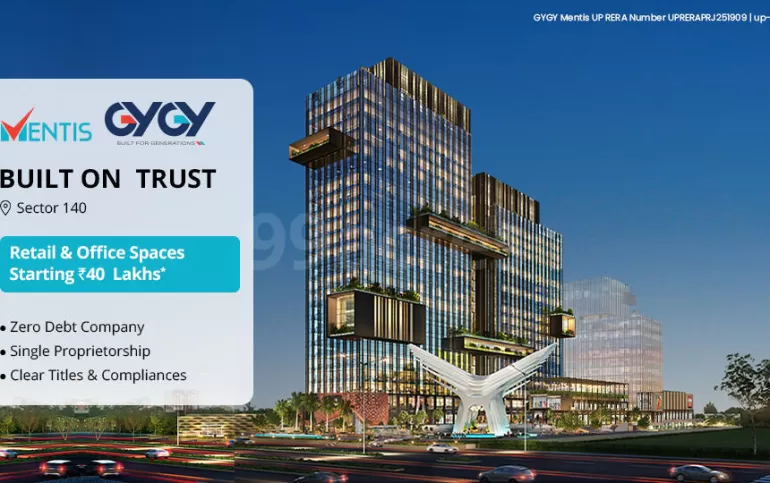 GYGY Mentis UP RERA Number UPRERAPRJ251909 | up-
MENTIS
GYGY
BUILT FOR GENERATIONS
BUILT ON TRUST
Sector 140
Retail & Office Spaces
Starting ₹40 Lakhs*
• Zero Debt Company
• Single Proprietorship
• Clear Titles & Compliances